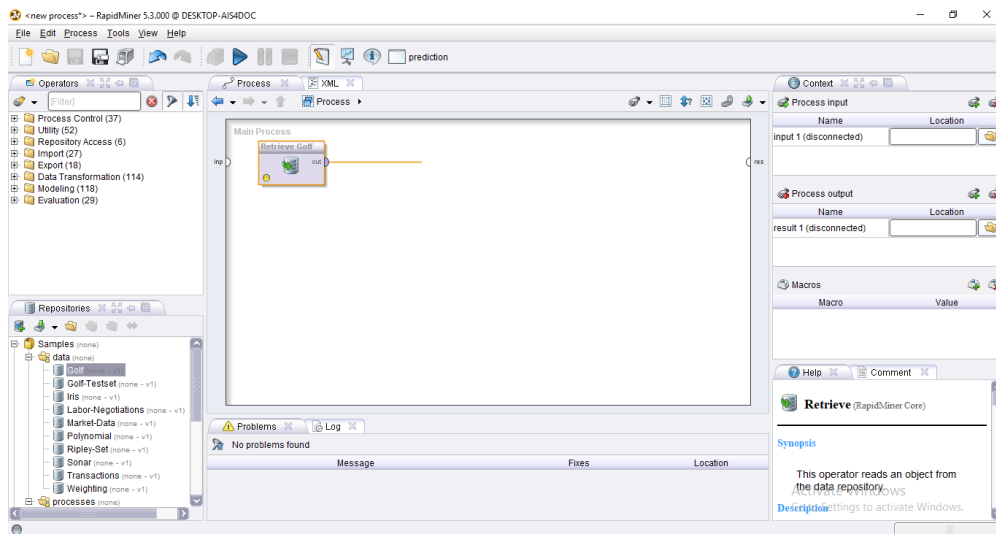 <new process*> – RapidMiner 5.3.000 @ DESKTOP-AIS4DOC
File Edit Process Tools View Help
prediction
Operators
[Filter]
Process Control (37)
Utility (52)
Repository Access (6)
Import (27)
Export (18)
Data Transformation (114)
Modeling (118)
Evaluation (29)
Repositories
Samples (none)
data (none)
Golf (none - v1)
Golf-Testset (none - v1)
Iris (none - v1)
Labor-Negotiations (none - v1)
Market-Data (none - v1)
Polynomial (none - v1)
Ripley-Set (none - v1)
Sonar (none - v1)
Transactions (none - v1)
Weighting (none - v1)
processes (none)
Process XML
Process
Main Process
Retrieve Golf
inp out res
Problems Log
No problems found
Message Fixes Location
Context
Process input
Name Location
input 1 (disconnected)
Process output
Name Location
result 1 (disconnected)
Macros
Macro Value
Help Comment
Retrieve (RapidMiner Core)
Synopsis
This operator reads an object from
the data repository.
Description
Activate Windows
Settings to activate Windows.